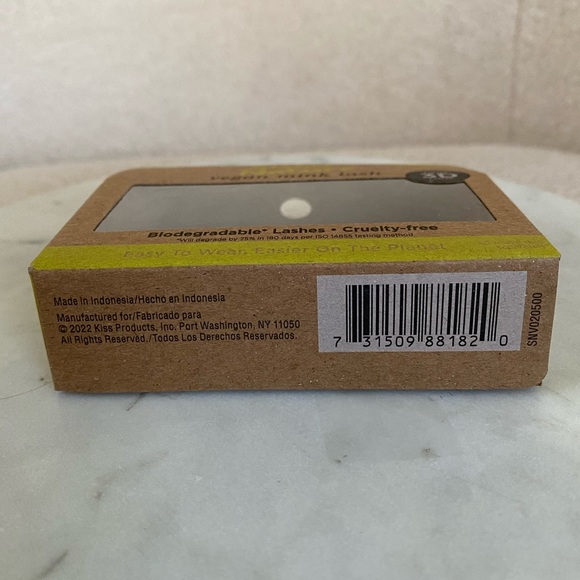 vegan mink lash
3D
Biodegradable* Lashes • Cruelty-free
*Will degrade by 75% in 180 days per ISO 14855 testing method.
Easy To Wear, Easier On The Planet
Made in Indonesia/Hecho en Indonesia
Manufactured for/Fabricado para
© 2022 Kiss Products, Inc. Port Washington, NY 11050
All Rights Reserved./Todos Los Derechos Reservados.
7 31509 88182 0
SNV020500